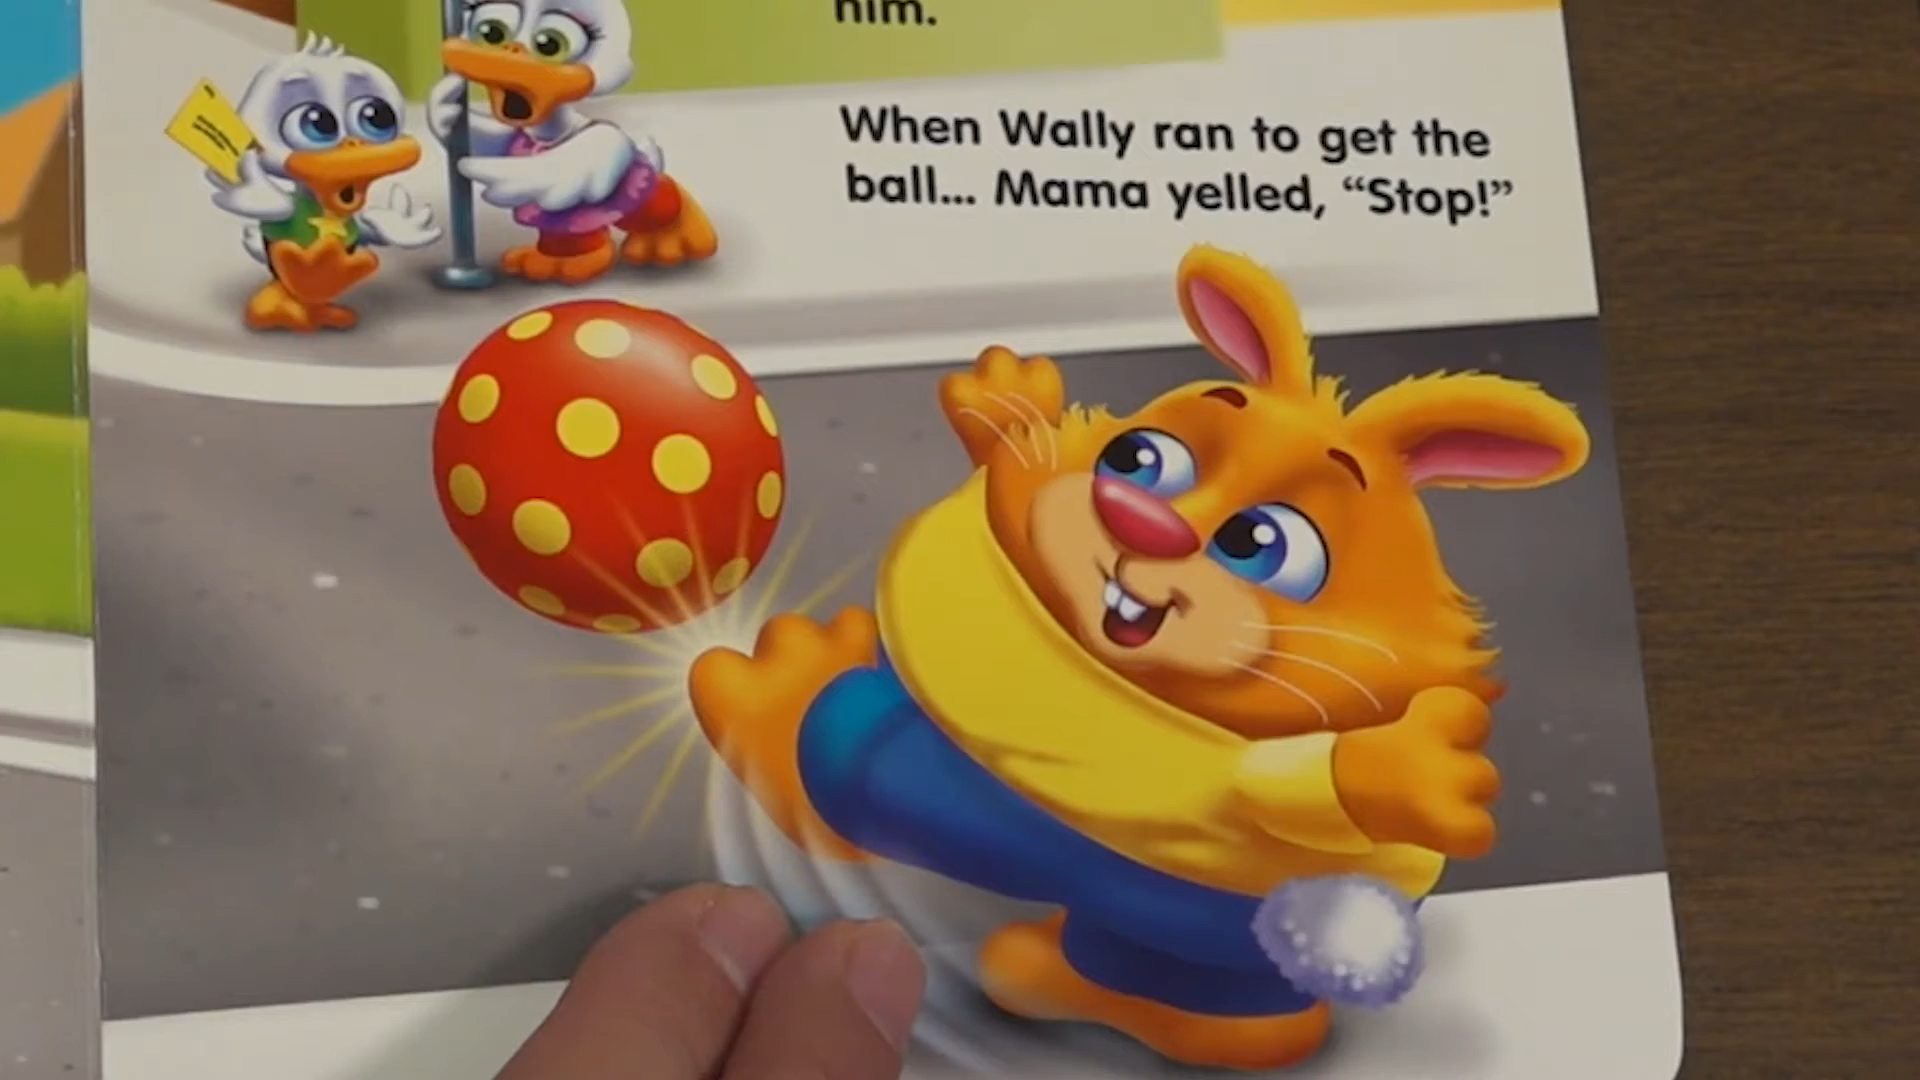 him.
When Wally ran to get the
ball... Mama yelled, “Stop!”